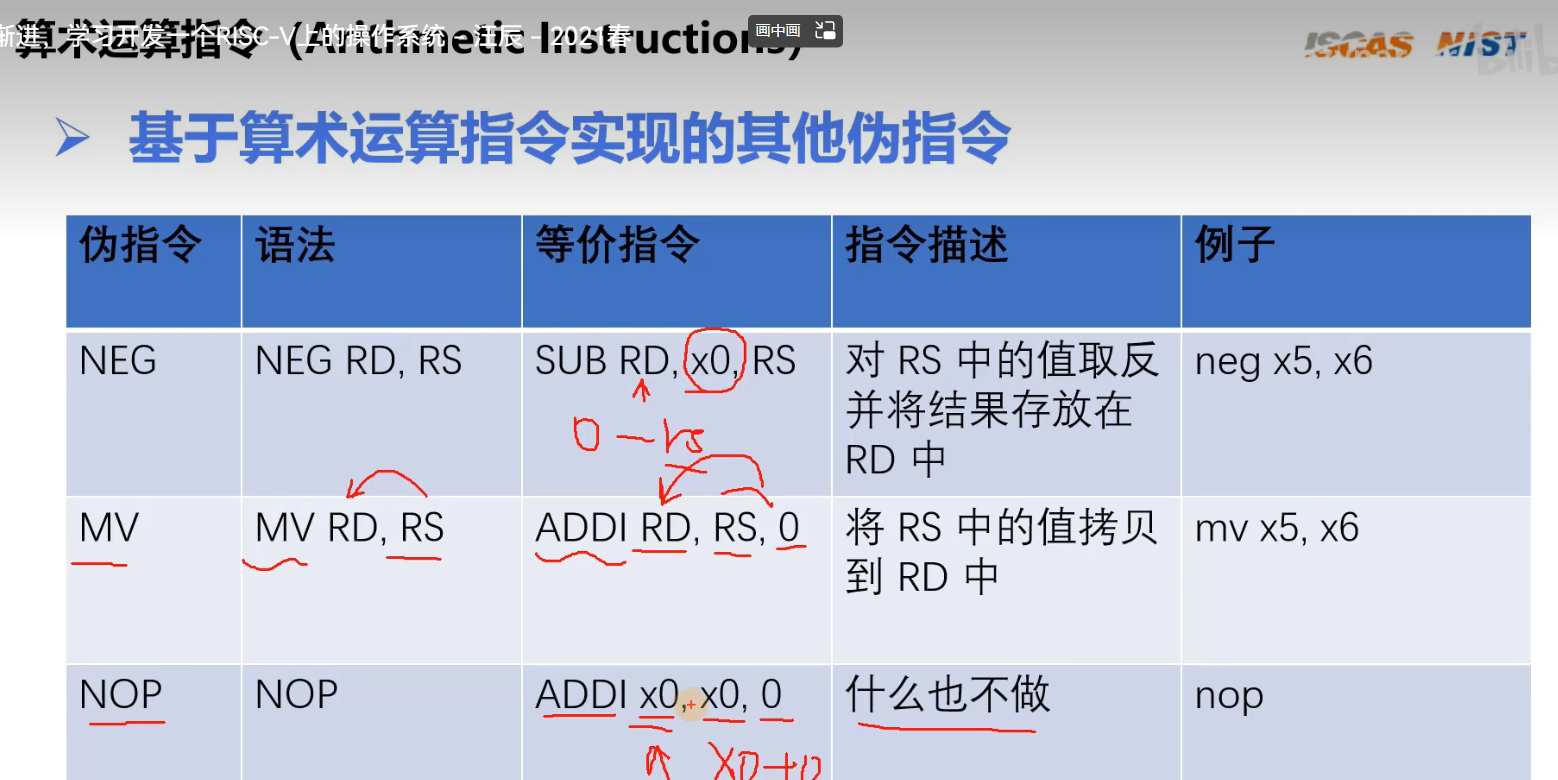 算术运算指令（Arithmetic Instructions）
渐进，学习开发一个RISC-V上的操作系统 - 汪辰 - 2021春
画中画
ISCAS NIST
bilib
基于算术运算指令实现的其他伪指令
伪指令 语法 等价指令 指令描述 例子
NEG NEG RD, RS SUB RD, x0, RS 对 RS 中的值取反 neg x5, x6
并将结果存放在
RD 中
0 — rs
MV MV RD, RS ADDI RD, RS, 0 将 RS 中的值拷贝 mv x5, x6
到 RD 中
NOP NOP ADDI x0, x0, 0 什么也不做 nop
x0+0